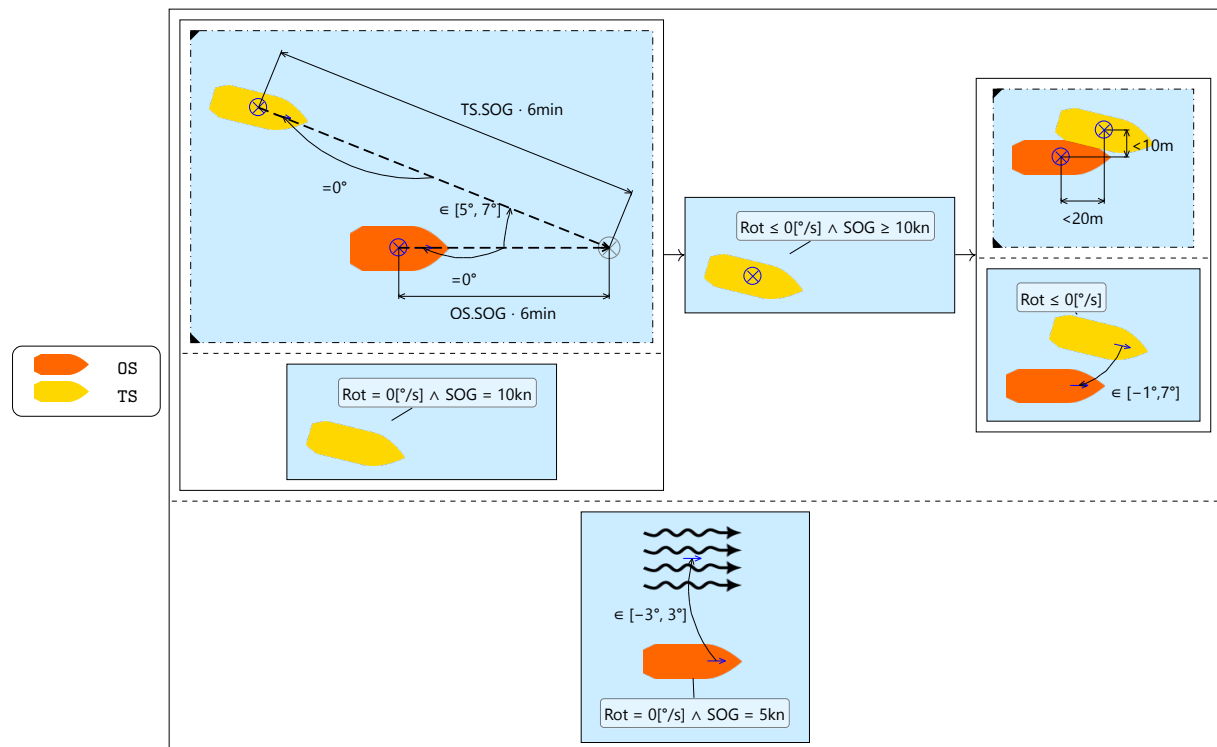 TS.SOG · 6min
=0°
∈ [5°, 7°]
=0°
OS.SOG · 6min
Rot = 0[°/s] ∧ SOG = 10kn
Rot ≤ 0[°/s] ∧ SOG ≥ 10kn
<10m
<20m
Rot ≤ 0[°/s]
∈ [−1°,7°]
OS
TS
∈ [−3°, 3°]
Rot = 0[°/s] ∧ SOG = 5kn